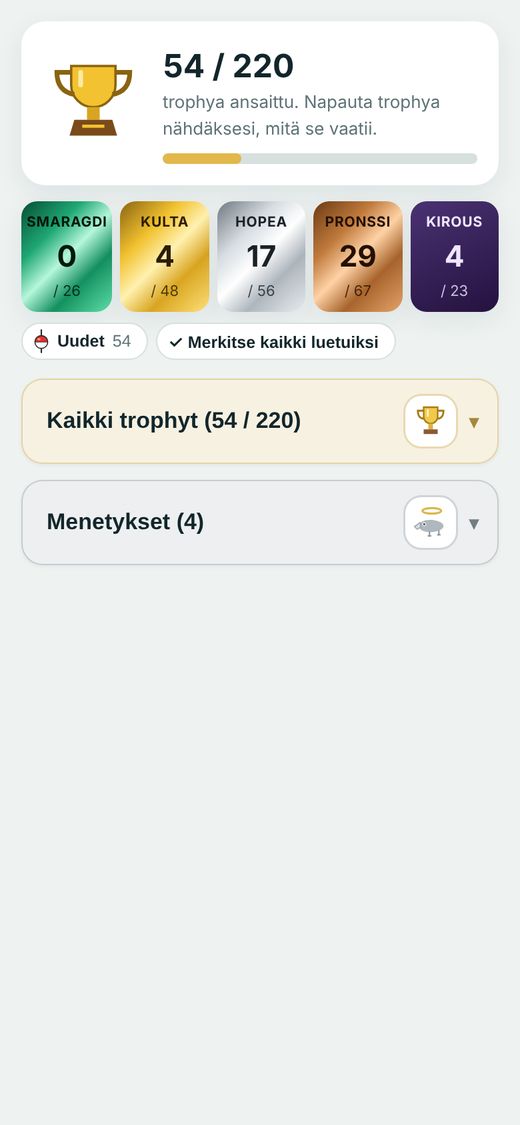 54 / 220
trophya ansaittu. Napauta trophya
nähdäksesi, mitä se vaatii.
SMARAGDI
0
/ 26
KULTA
4
/ 48
HOPEA
17
/ 56
PRONSSI
29
/ 67
KIROUS
4
/ 23
Uudet 54
✓ Merkitse kaikki luetuiksi
Kaikki trophyt (54 / 220) ▼
Menetykset (4) ▼